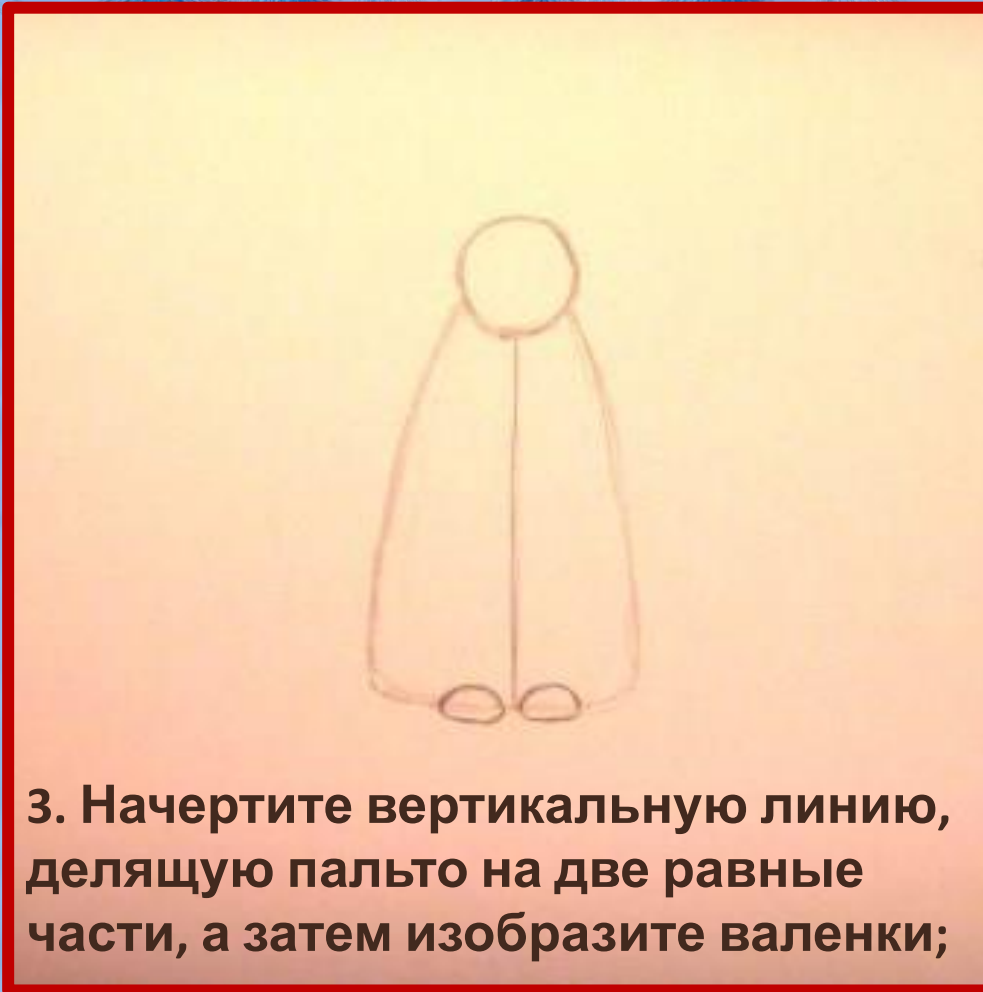 3. Начертите вертикальную линию,
делящую пальто на две равные
части, а затем изобразите валенки;